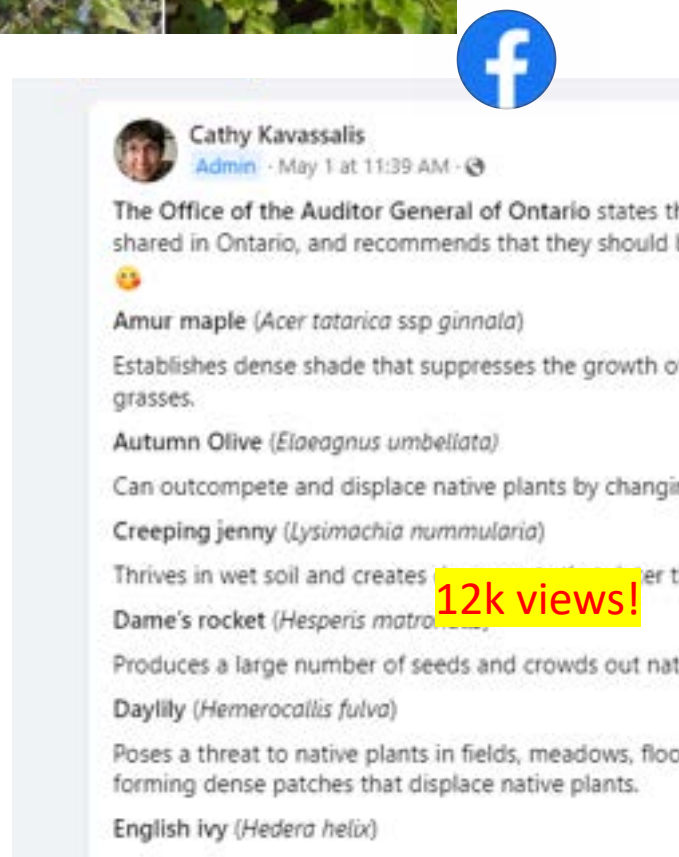 f
Cathy Kavassalis
Admin · May 1 at 11:39 AM ·
The Office of the Auditor General of Ontario states th
shared in Ontario, and recommends that they should b
Amur maple (Acer tatarica ssp ginnala)
Establishes dense shade that suppresses the growth of
grasses.
Autumn Olive (Elaeagnus umbellata)
Can outcompete and displace native plants by changin
Creeping jenny (Lysimachia nummularia)
Thrives in wet soil and creates er t
12k views!
Dame's rocket (Hesperis matro
Produces a large number of seeds and crowds out nat
Daylily (Hemerocallis fulva)
Poses a threat to native plants in fields, meadows, floo
forming dense patches that displace native plants.
English ivy (Hedera helix)